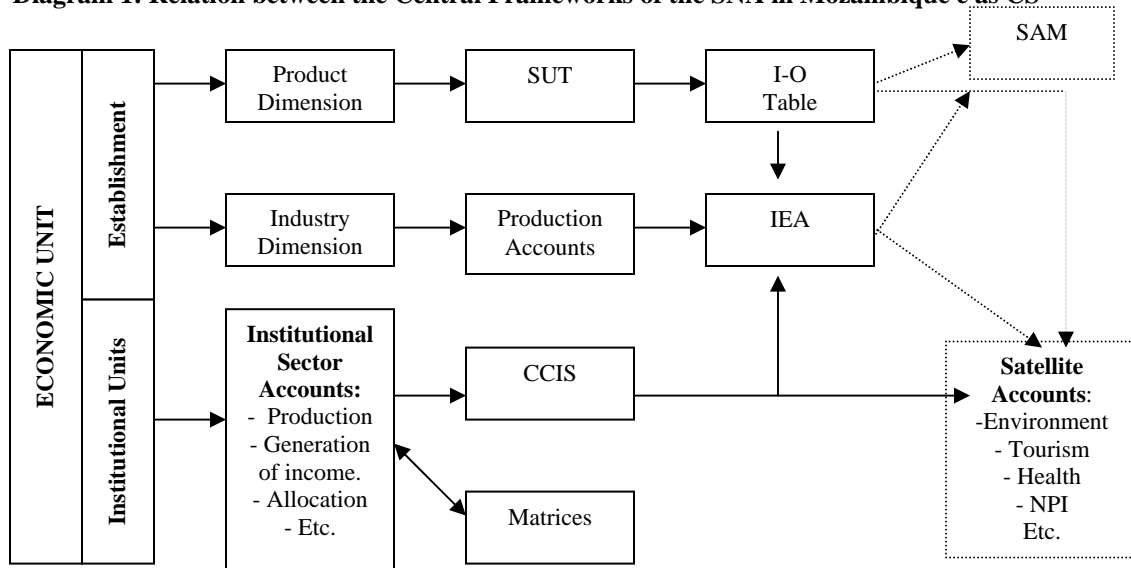 Diagram 1: Relation between the Central Frameworks of the SNA in Mozambique e as CS
SAM
Product
Dimension
SUT
I-O
Table
ECONOMIC UNIT
Establishment
Industry
Dimension
Production
Accounts
IEA
Institutional Units
Institutional
Sector
Accounts:
- Production
- Generation
of income.
- Allocation
- Etc.
CCIS
Matrices
Satellite
Accounts:
-Environment
- Tourism
- Health
- NPI
Etc.